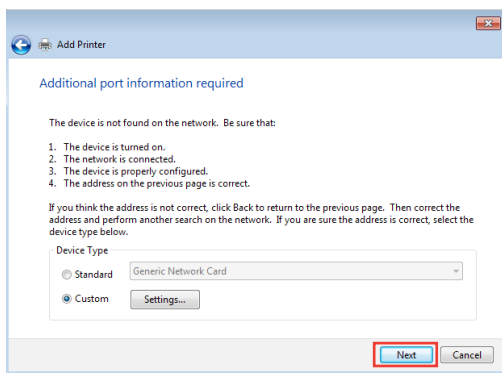 Add Printer
Additional port information required
The device is not found on the network. Be sure that:
1. The device is turned on.
2. The network is connected.
3. The device is properly configured.
4. The address on the previous page is correct.
If you think the address is not correct, click Back to return to the previous page. Then correct the
address and perform another search on the network. If you are sure the address is correct, select the
device type below.
Device Type
Standard
Generic Network Card
Custom
Settings...
Next
Cancel